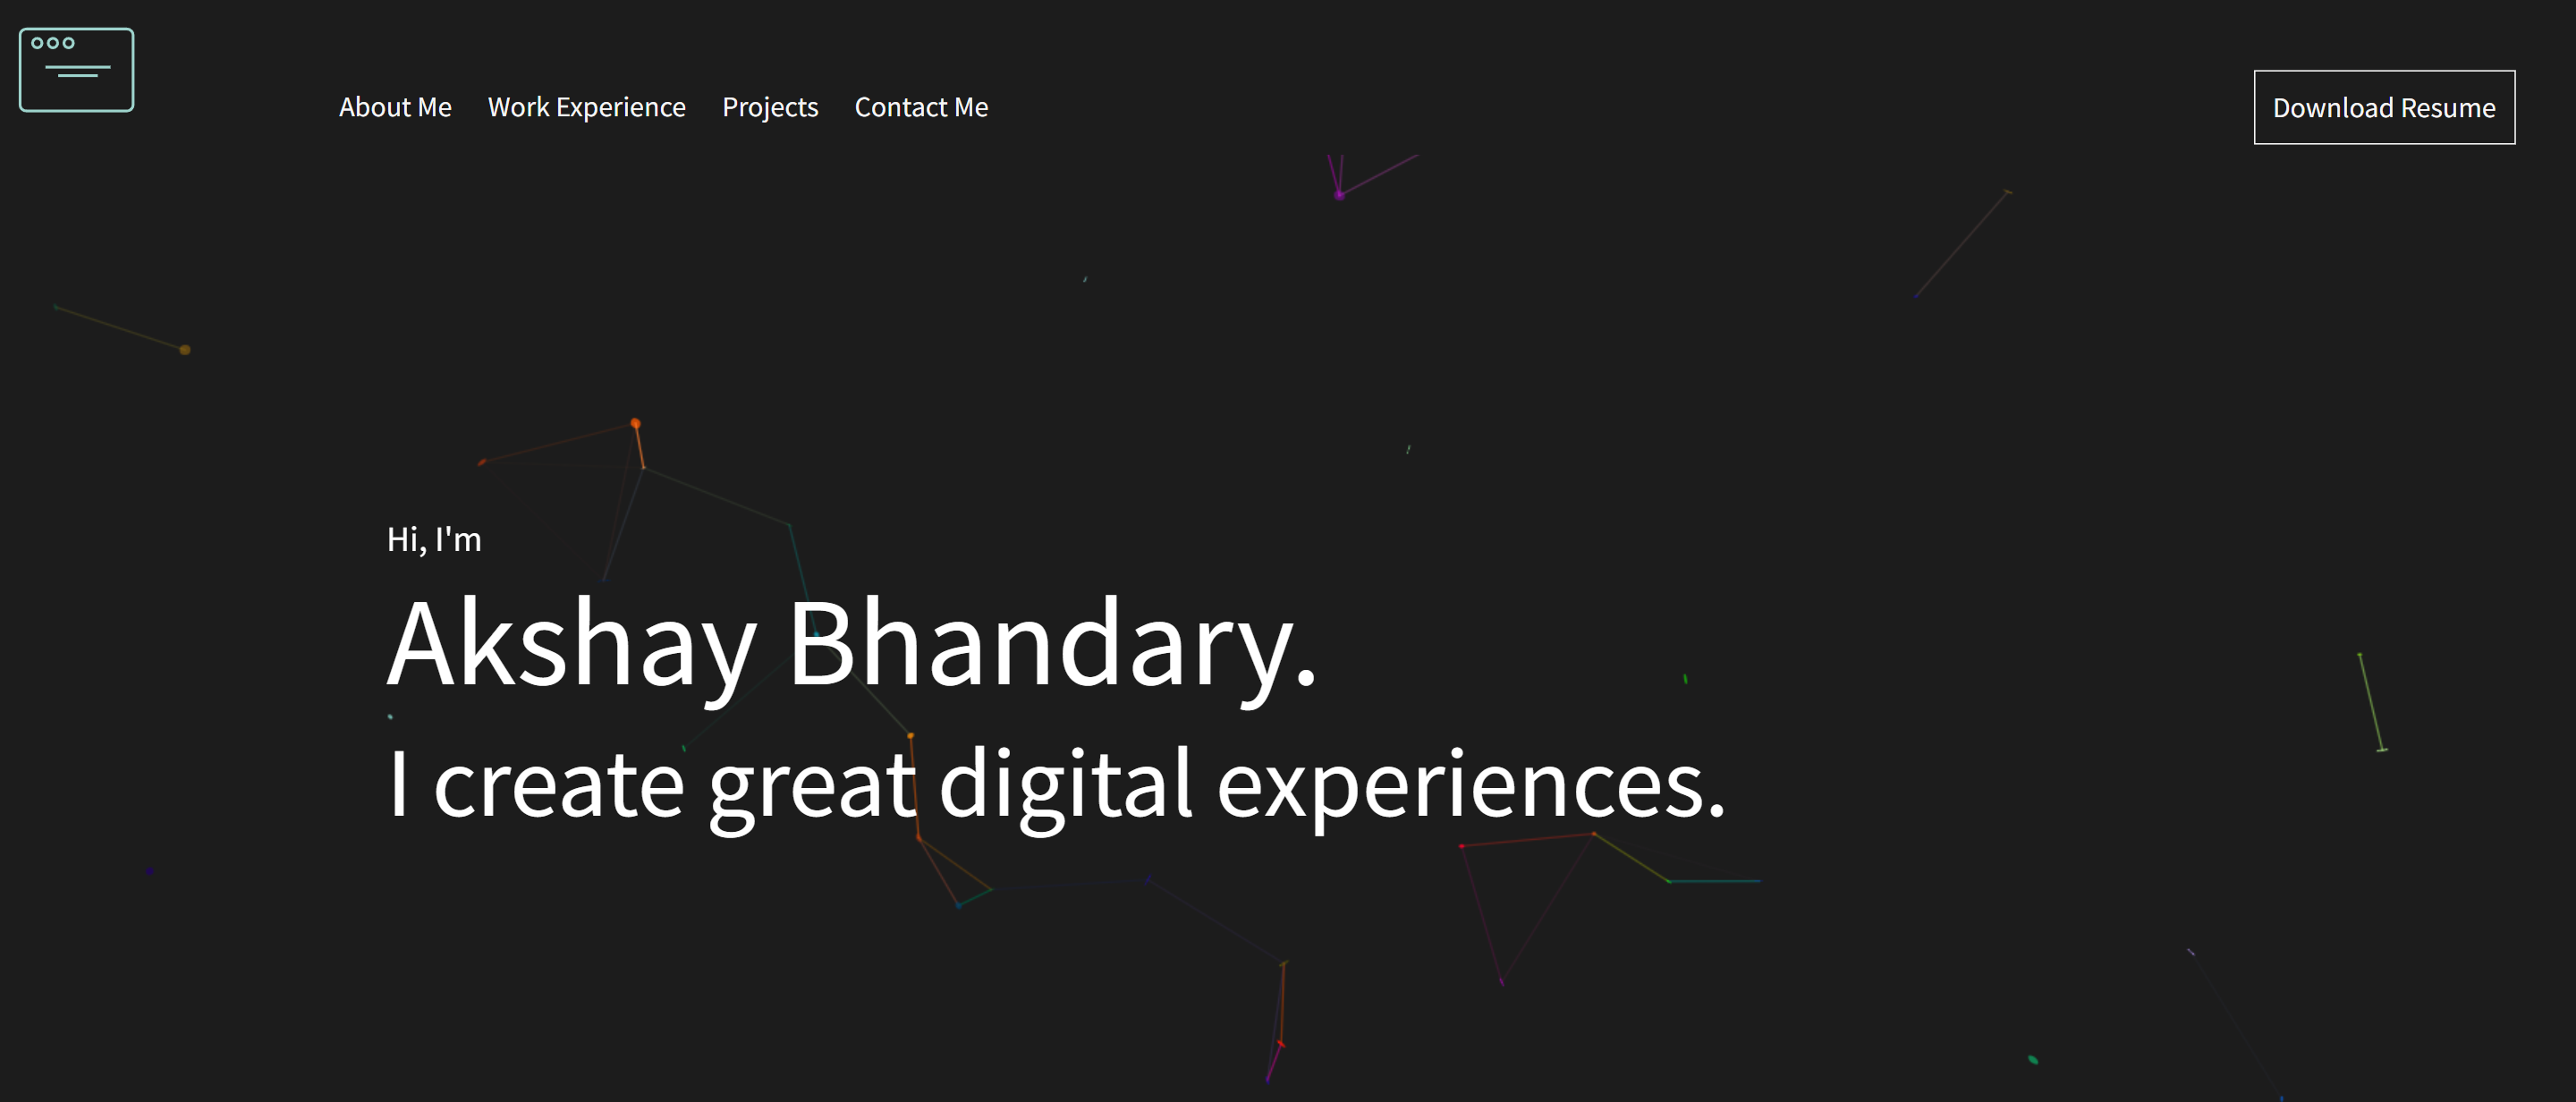 About Me Work Experience Projects Contact Me Download Resume
Hi, I'm
Akshay Bhandary.
I create great digital experiences.